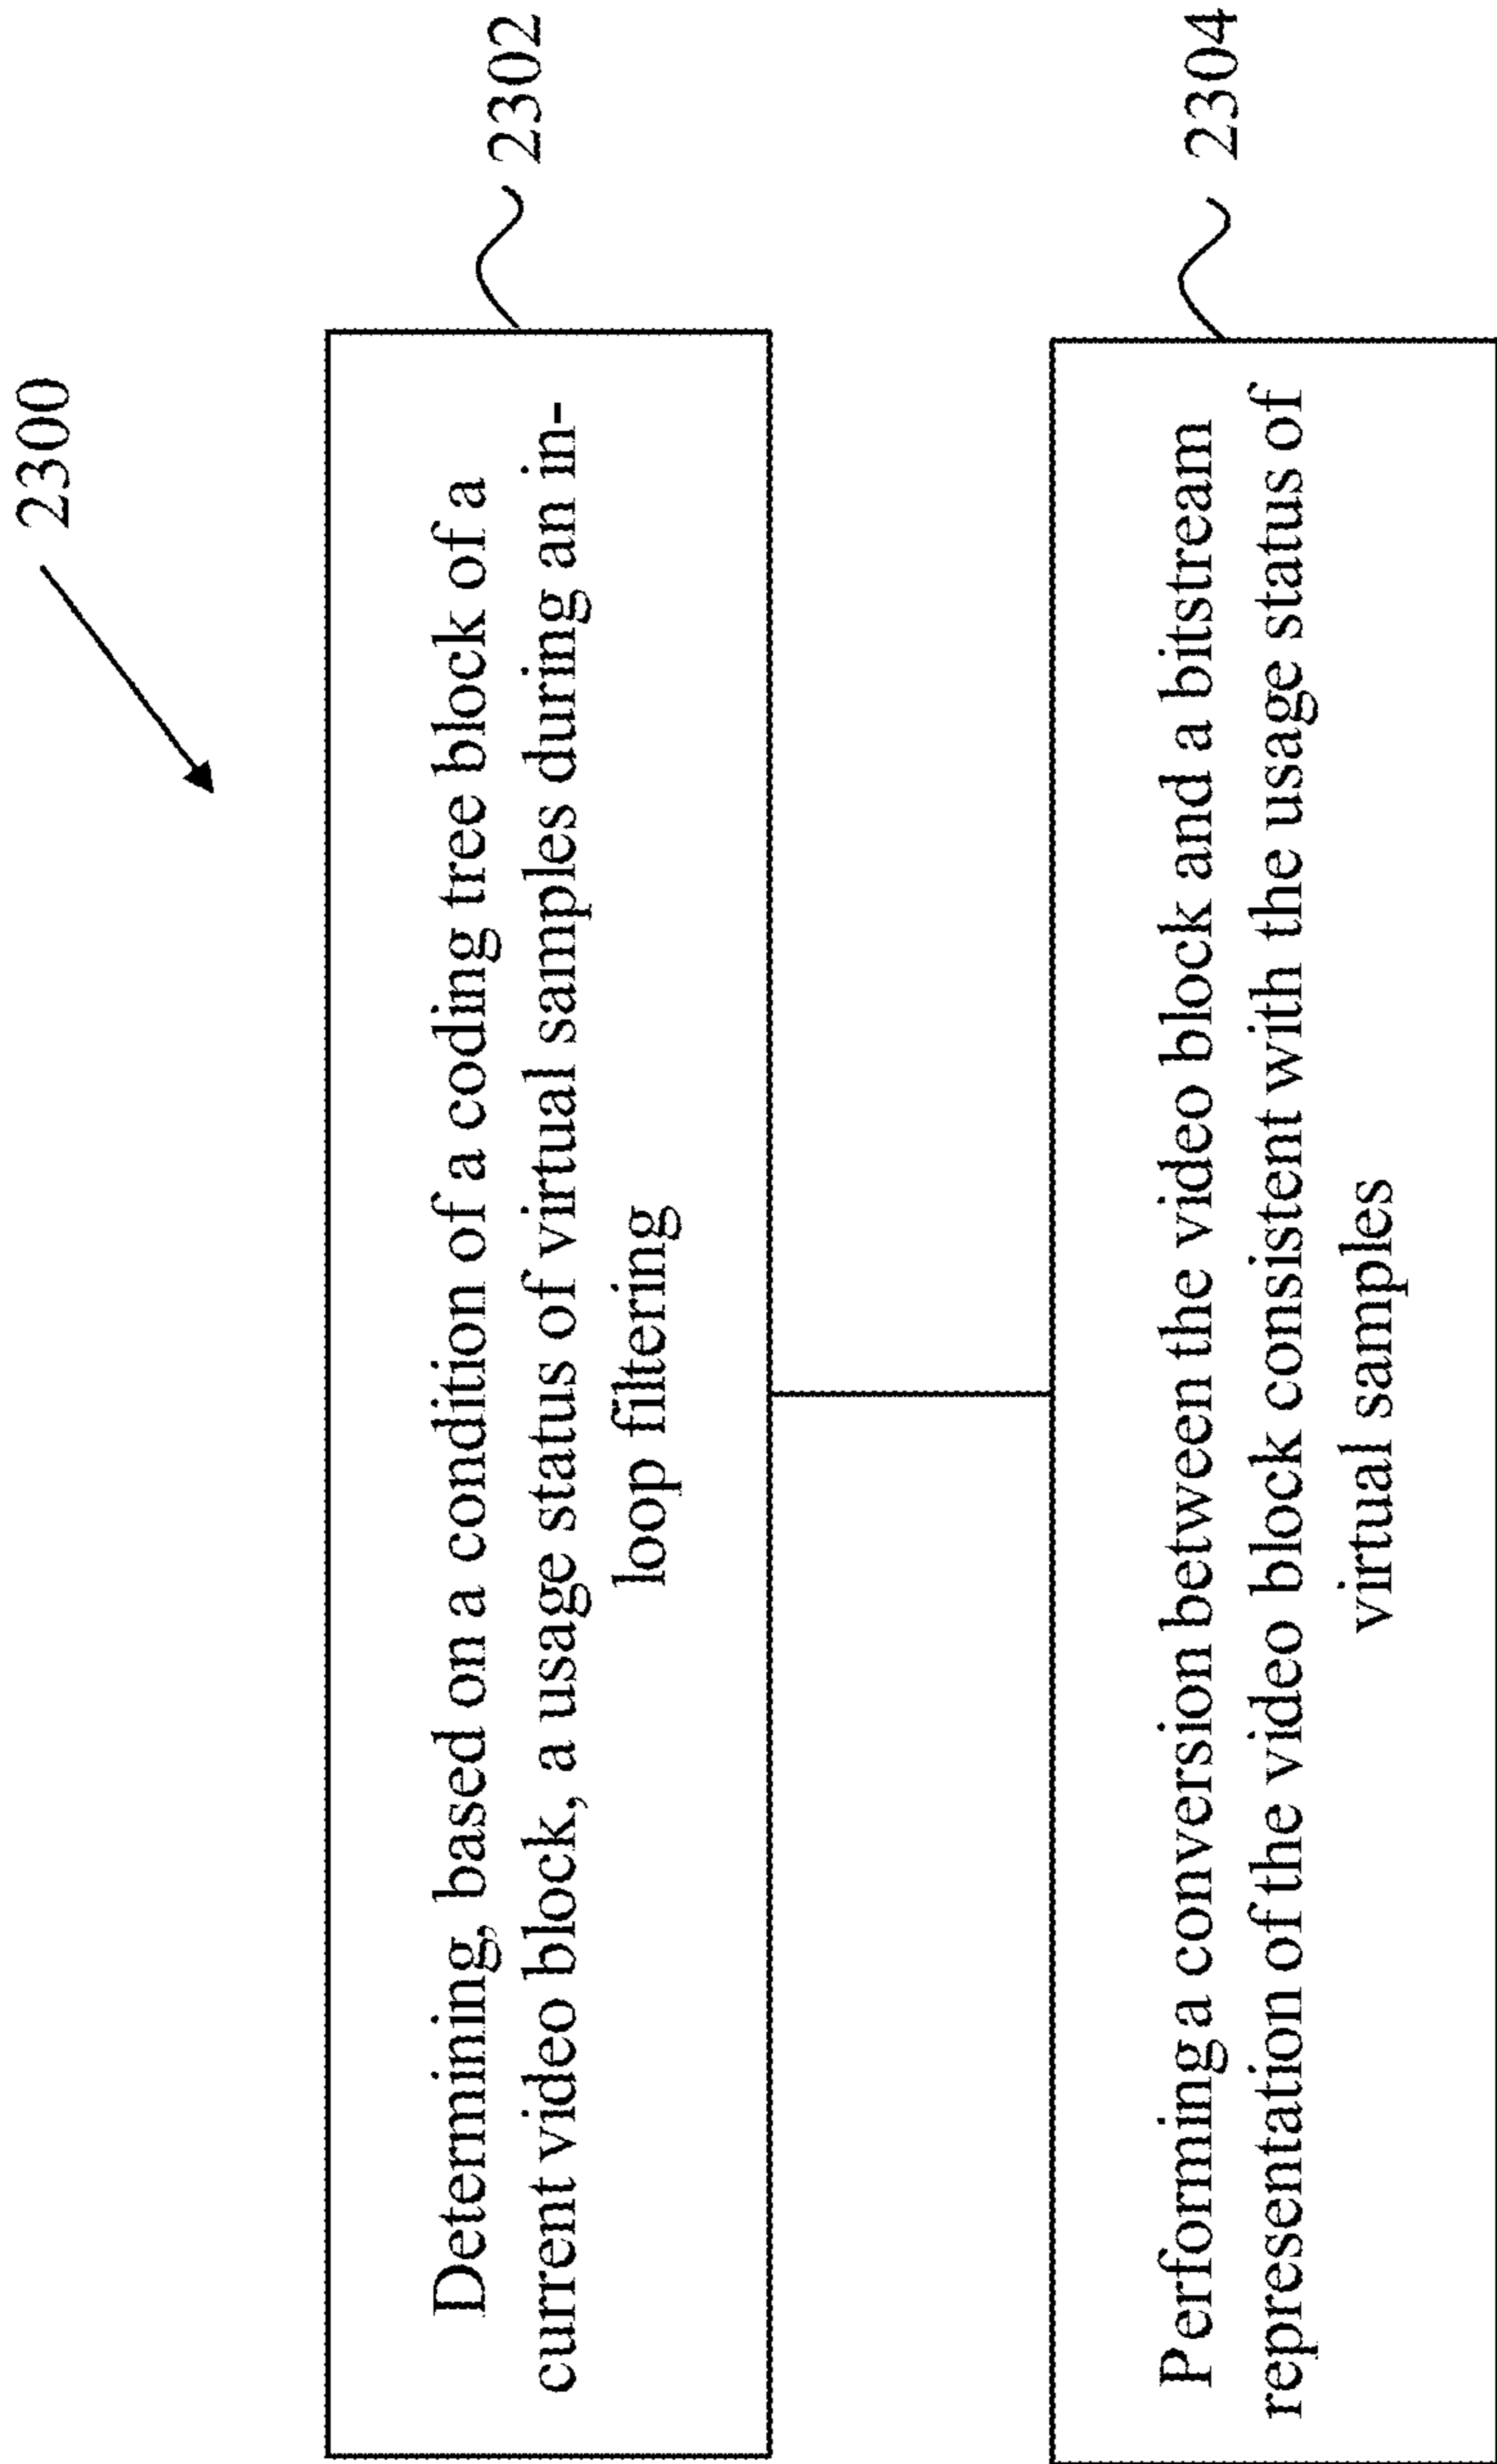 2300
Determining, based on a condition of a coding tree block of a
current video block, a usage status of virtual samples during an in-
loop filtering
2302
Performing a conversion between the video block and a bitstream
representation of the video block consistent with the usage status of
virtual samples
2304